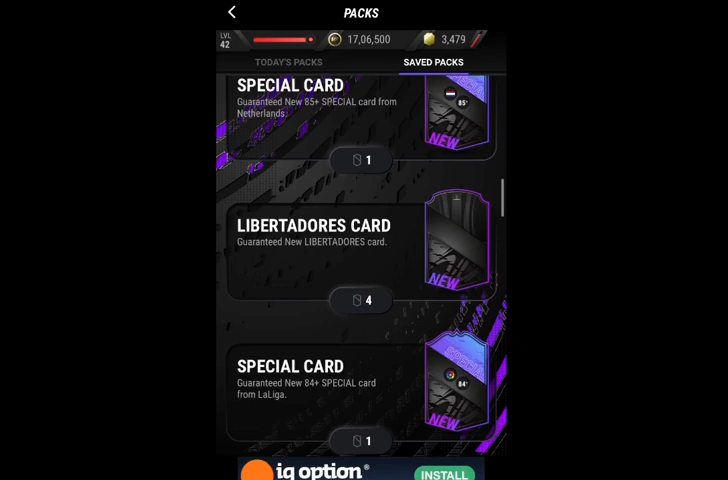 PACKS
LVL
42
17,06,500
3,479
TODAY'S PACKS
SAVED PACKS
SPECIAL CARD
Guaranteed New 85+ SPECIAL card from
Netherlands.
85+
NEW
1
LIBERTADORES CARD
Guaranteed New LIBERTADORES card.
NEW
4
SPECIAL
SPECIAL CARD
Guaranteed New 84+ SPECIAL card
from LaLiga.
84+
NEW
1
iq option®
INSTALL